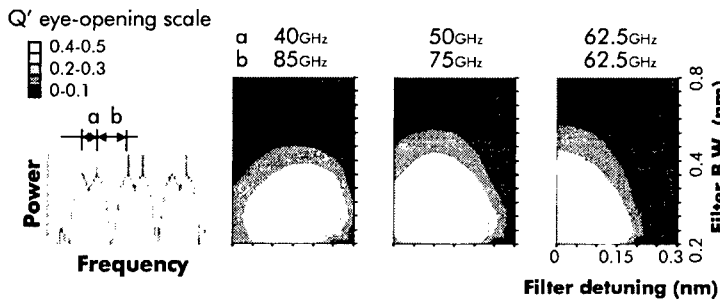 Q' eye-opening scale
0.4-0.5
0.2-0.3
0-0.1
a 40GHz 50GHz 62.5GHz
b 85GHz 75GHz 62.5GHz
a b
Power
Frequency
0.8
0.4
0.2
Filter B.W. (nm)
0 0.15 0.3
Filter detuning (nm)